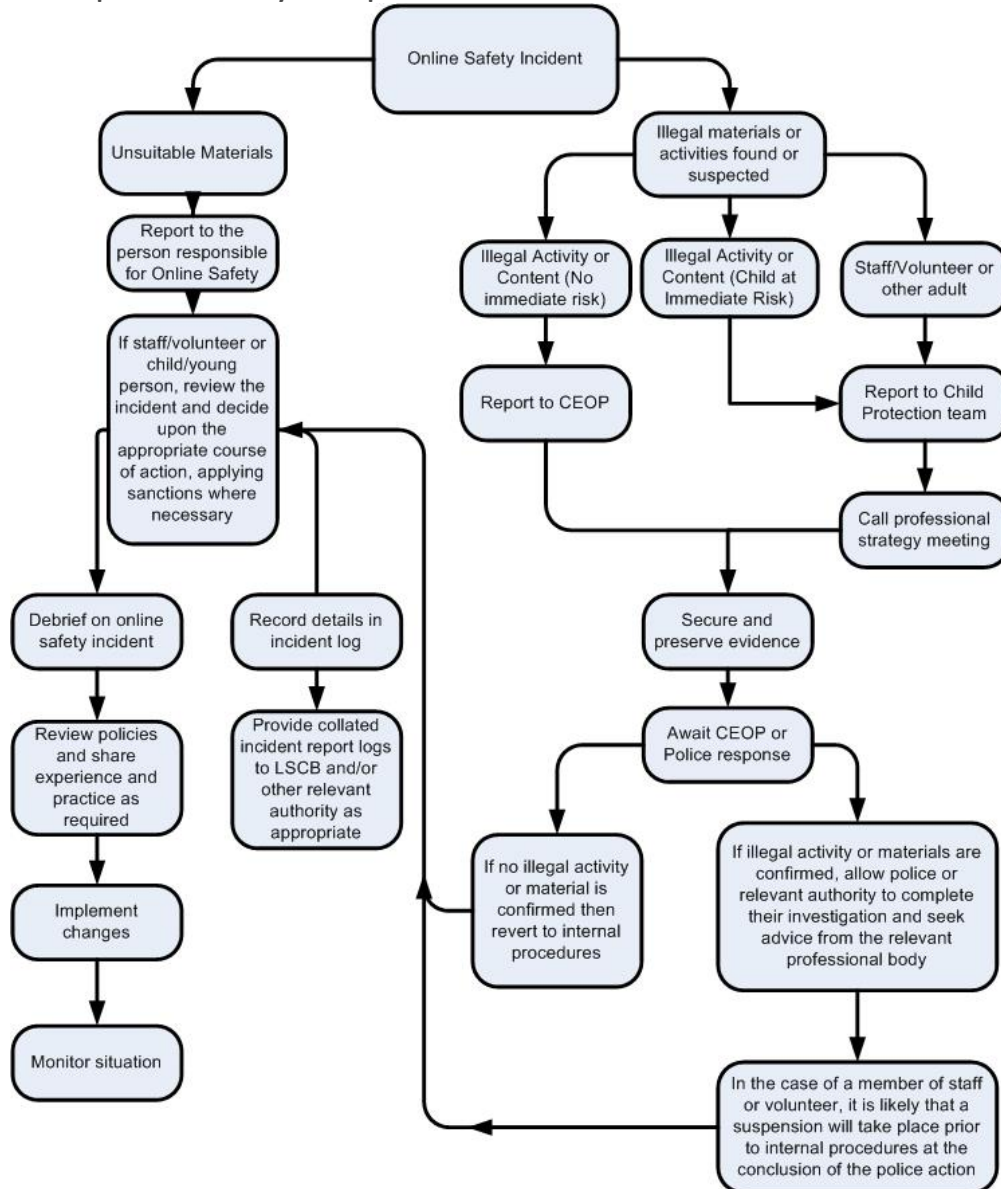 Online Safety Incident
Unsuitable Materials
Report to the
person responsible
for Online Safety
If staff/volunteer or
child/young
person, review the
incident and decide
upon the
appropriate course
of action, applying
sanctions where
necessary
Debrief on online
safety incident
Review policies
and share
experience and
practice as
required
Implement
changes
Monitor situation
Record details in
incident log
Provide collated
incident report logs
to LSCB and/or
other relevant
authority as
appropriate
Illegal materials or
activities found or
suspected
Illegal Activity or
Content (No
immediate risk)
Illegal Activity or
Content (Child at
Immediate Risk)
Staff/Volunteer or
other adult
Report to CEOP
Report to Child
Protection team
Call professional
strategy meeting
Secure and
preserve evidence
Await CEOP or
Police response
If no illegal activity
or material is
confirmed then
revert to internal
procedures
If illegal activity or materials are
confirmed, allow police or
relevant authority to complete
their investigation and seek
advice from the relevant
professional body
In the case of a member of staff
or volunteer, it is likely that a
suspension will take place prior
to internal procedures at the
conclusion of the police action